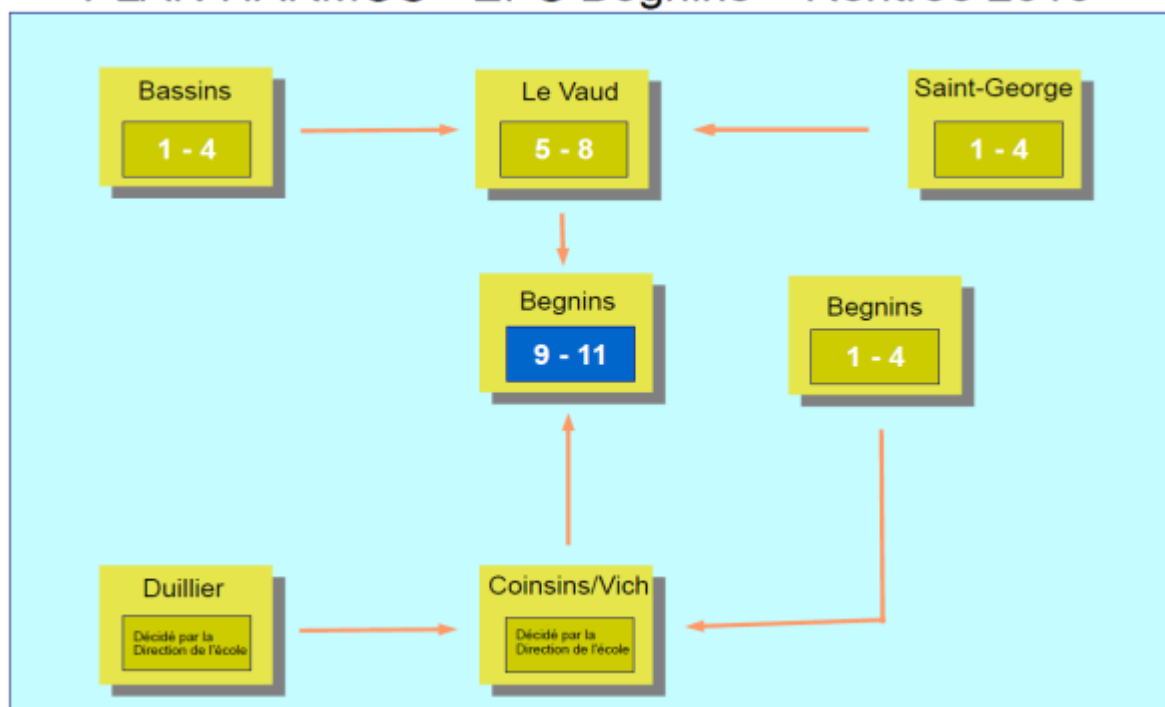 Bassins
1 - 4
Le Vaud
5 - 8
Saint-George
1 - 4
Begnins
9 - 11
Begnins
1 - 4
Duillier
Décidé par la
Direction de l'école
Coinsins/Vich
Décidé par la
Direction de l'école